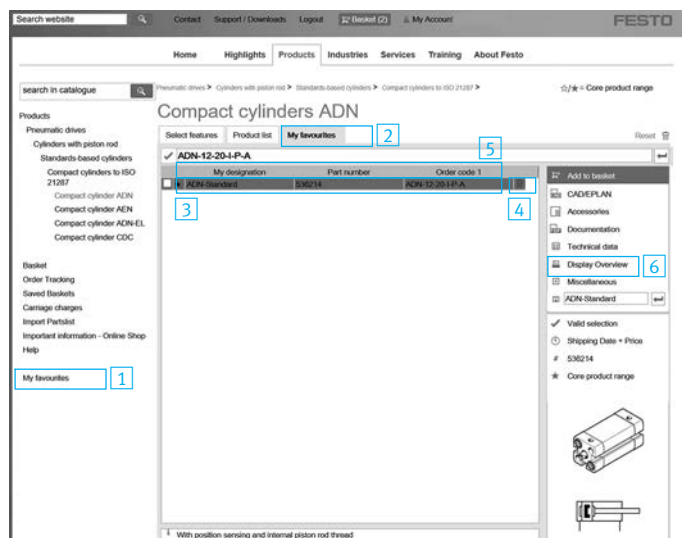 Search website
Contact Support / Downloads Logout Basket (2) My Account
FESTO
Home Highlights Products Industries Services Training About Festo
search in catalogue
Pneumatic drives > Cylinders with piston rod > Standards-based cylinders > Compact cylinders to ISO 21287 >
☆/★ = Core product range
Compact cylinders ADN
Products
Pneumatic drives
Cylinders with piston rod
Standards-based cylinders
Compact cylinders to ISO
21287
Compact cylinder ADN
Compact cylinder AEN
Compact cylinder ADN-EL
Compact cylinder CDC
Basket
Order Tracking
Saved Baskets
Carriage charges
Import Partslist
Important information - Online Shop
Help
My favourites
1
Select features Product list My favourites
2
Reset
ADN-12-20-I-P-A
5
My designation Part number Order code 1
ADN-Standard 536214 ADN-12-20-I-P-A
3
4
Add to basket
CAD/EPLAN
Accessories
Documentation
Technical data
Display Overview
6
Miscellaneous
ADN-Standard
Valid selection
Shipping Date + Price
# 536214
Core product range
With position sensing and internal piston rod thread